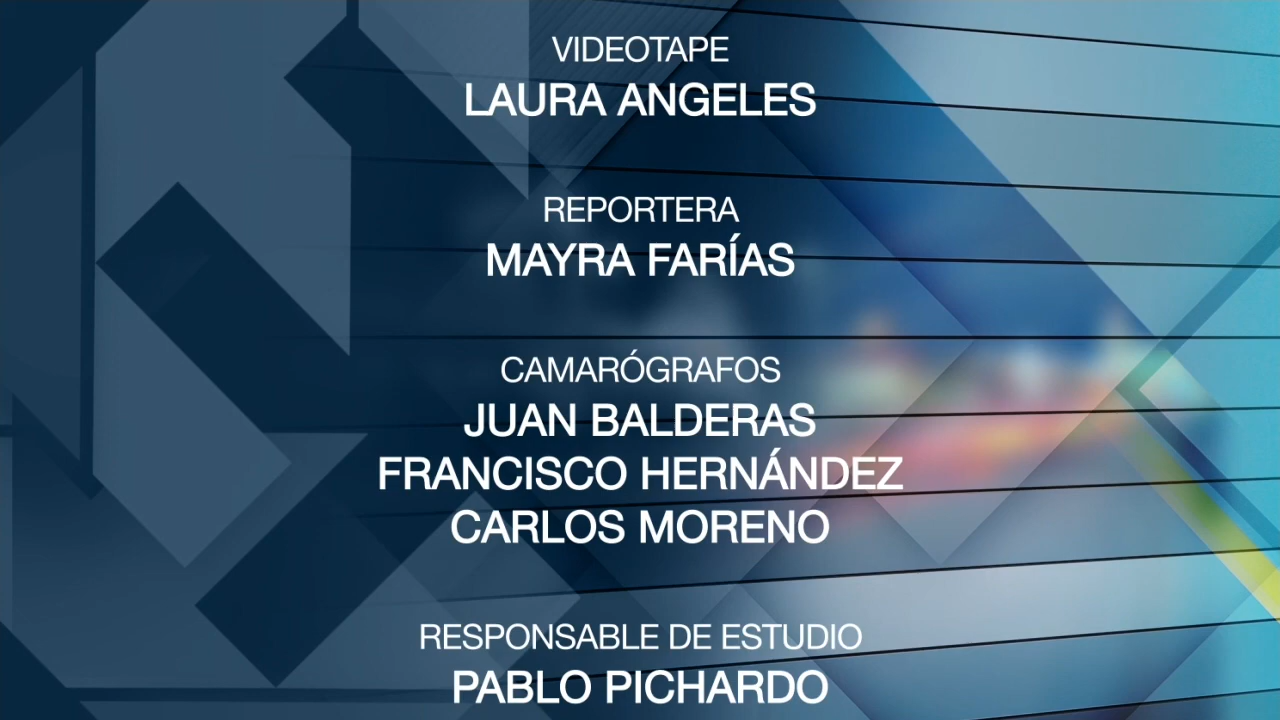 VIDEOTAPE
LAURA ANGELES
REPORTERA
MAYRA FARÍAS
CAMARÓGRAFOS
JUAN BALDERAS
FRANCISCO HERNÁNDEZ
CARLOS MORENO
RESPONSABLE DE ESTUDIO
PABLO PICHARDO